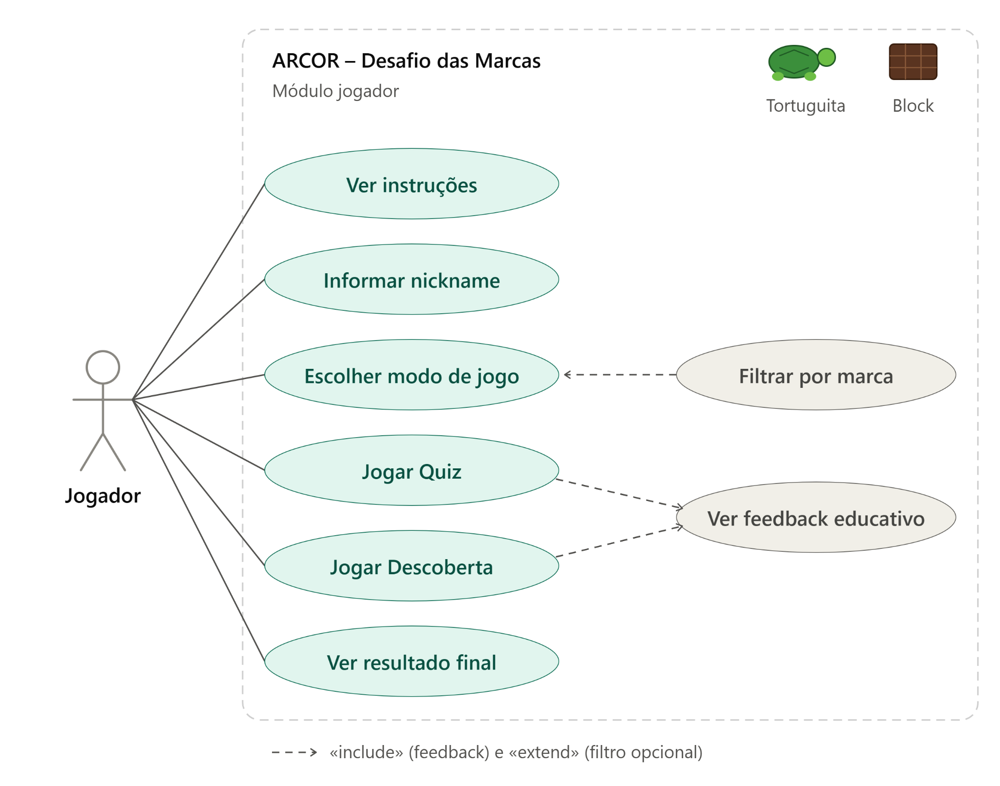 ARCOR – Desafio das Marcas
Módulo jogador
Tortuguita
Block
Ver instruções
Informar nickname
Escolher modo de jogo
Filtrar por marca
Jogar Quiz
Jogador
Ver feedback educativo
Jogar Descoberta
Ver resultado final
«include» (feedback) e «extend» (filtro opcional)